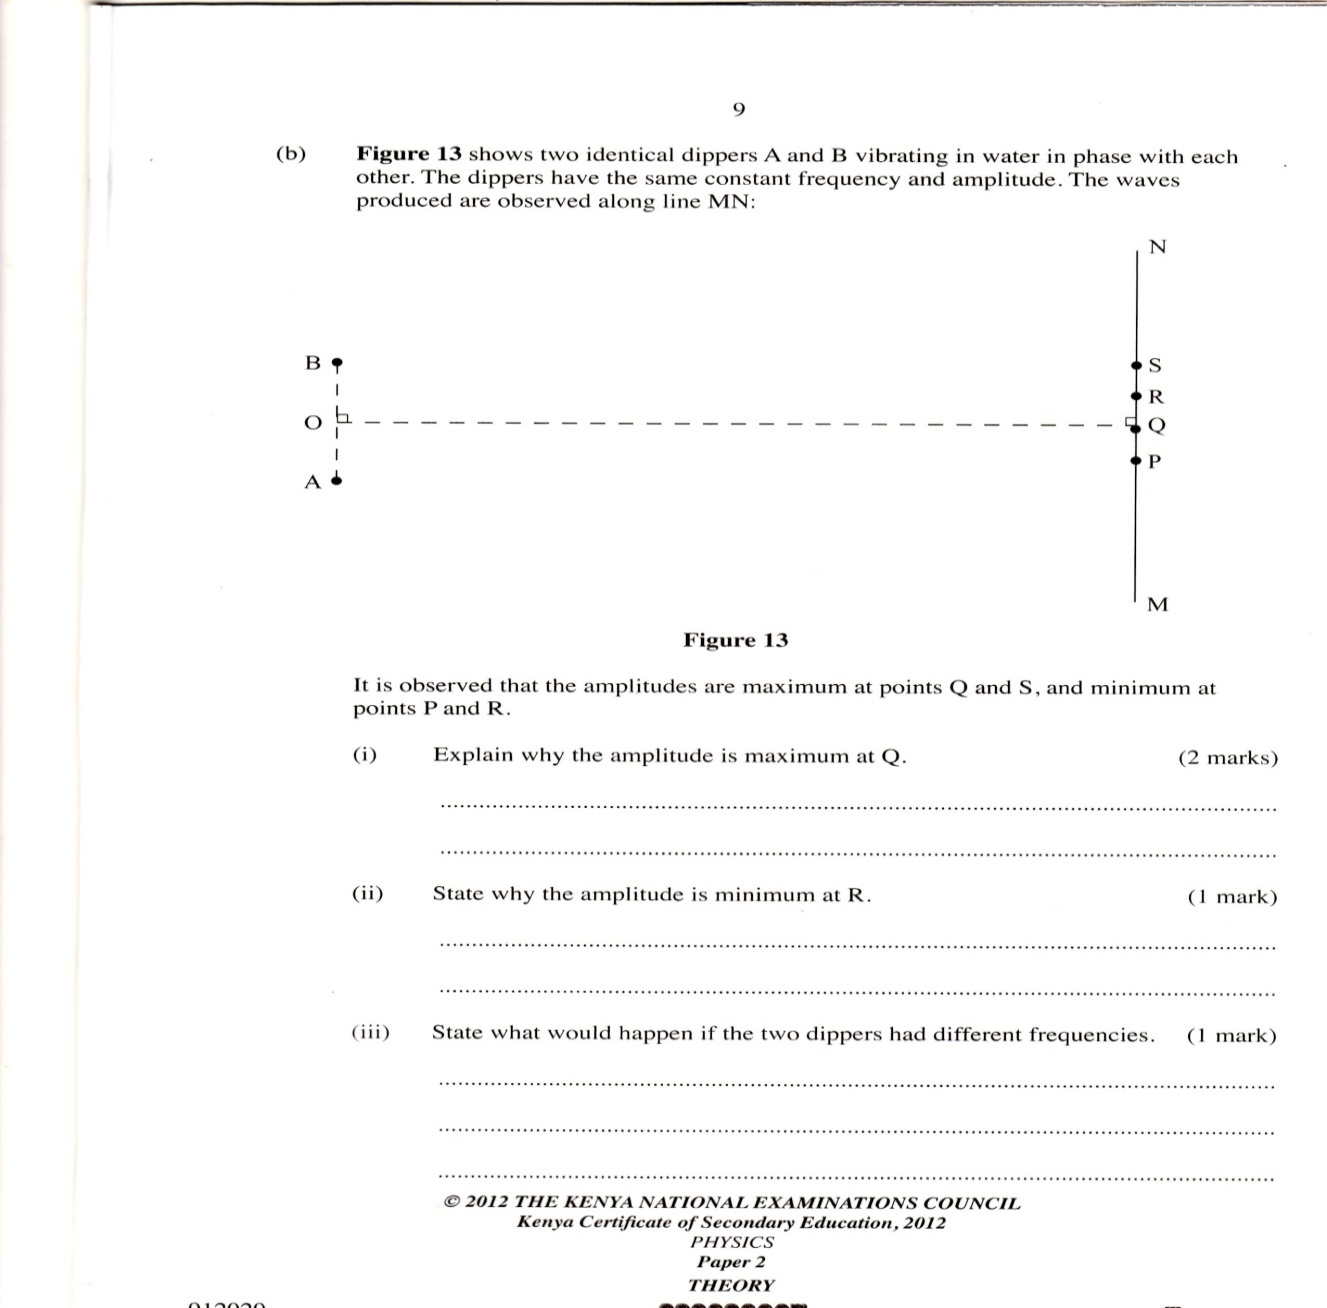 9
(b) Figure 13 shows two identical dippers A and B vibrating in water in phase with each
other. The dippers have the same constant frequency and amplitude. The waves
produced are observed along line MN:
N
B
S
R
O
Q
P
A
M
Figure 13
It is observed that the amplitudes are maximum at points Q and S, and minimum at
points P and R.
(i) Explain why the amplitude is maximum at Q. (2 marks)
(ii) State why the amplitude is minimum at R. (1 mark)
(iii) State what would happen if the two dippers had different frequencies. (1 mark)
© 2012 THE KENYA NATIONAL EXAMINATIONS COUNCIL
Kenya Certificate of Secondary Education, 2012
PHYSICS
Paper 2
THEORY